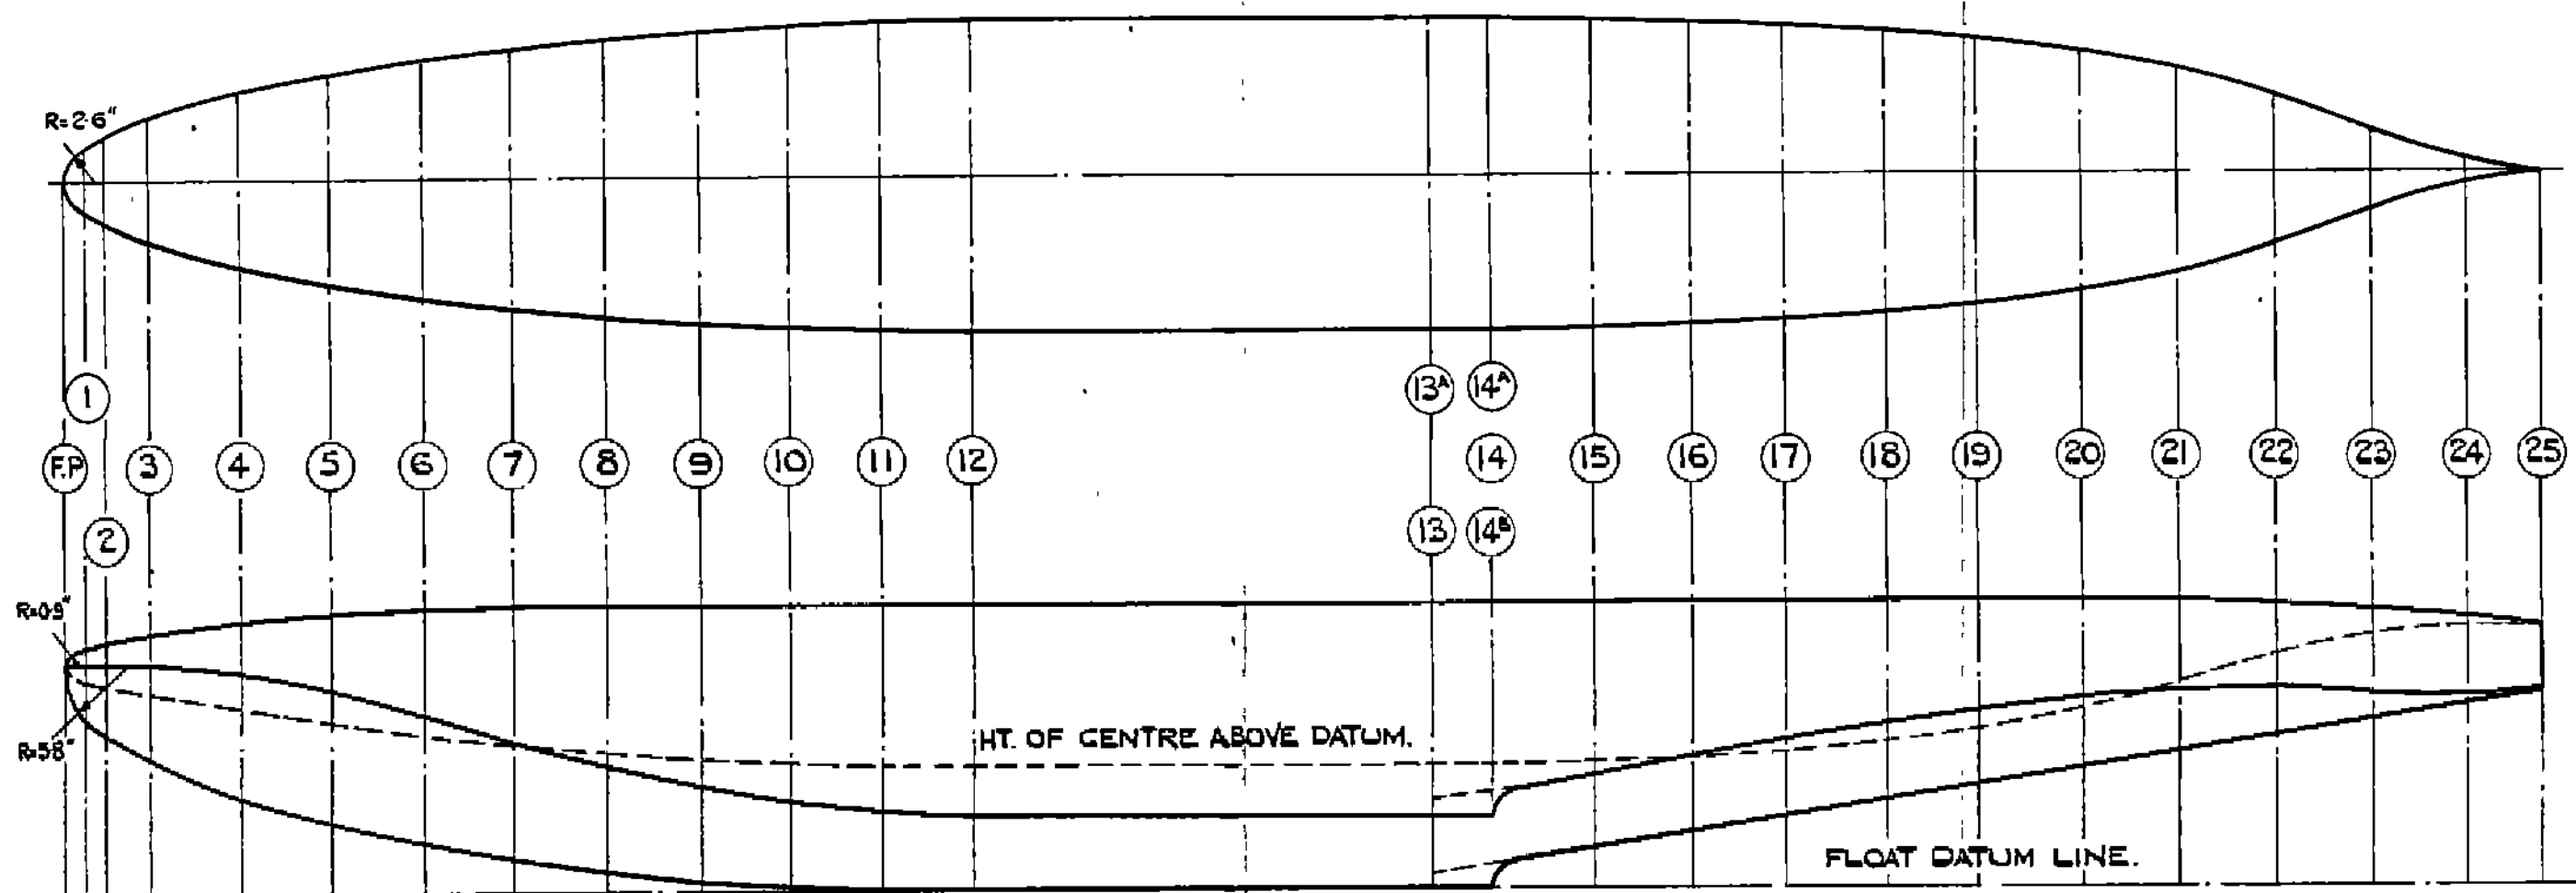 R=2·6"
1
13A 14A
F.P 3 4 5 6 7 8 9 10 11 12 14 15 16 17 18 19 20 21 22 23 24 25
2 13 14B
R=0·9"
HT. OF CENTRE ABOVE DATUM.
R=58"
FLOAT DATUM LINE.